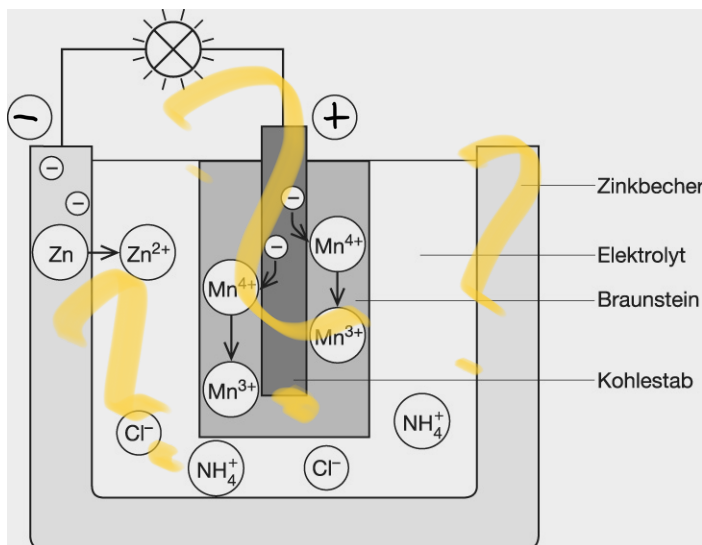 − +
− Zinkbecher
− −
Zn Zn²⁺ Mn⁴⁺ Elektrolyt
− Mn⁴⁺ Braunstein
Mn³⁺
Mn³⁺ Kohlestab
Cl⁻ NH₄⁺
NH₄⁺ Cl⁻
? ? ? ?